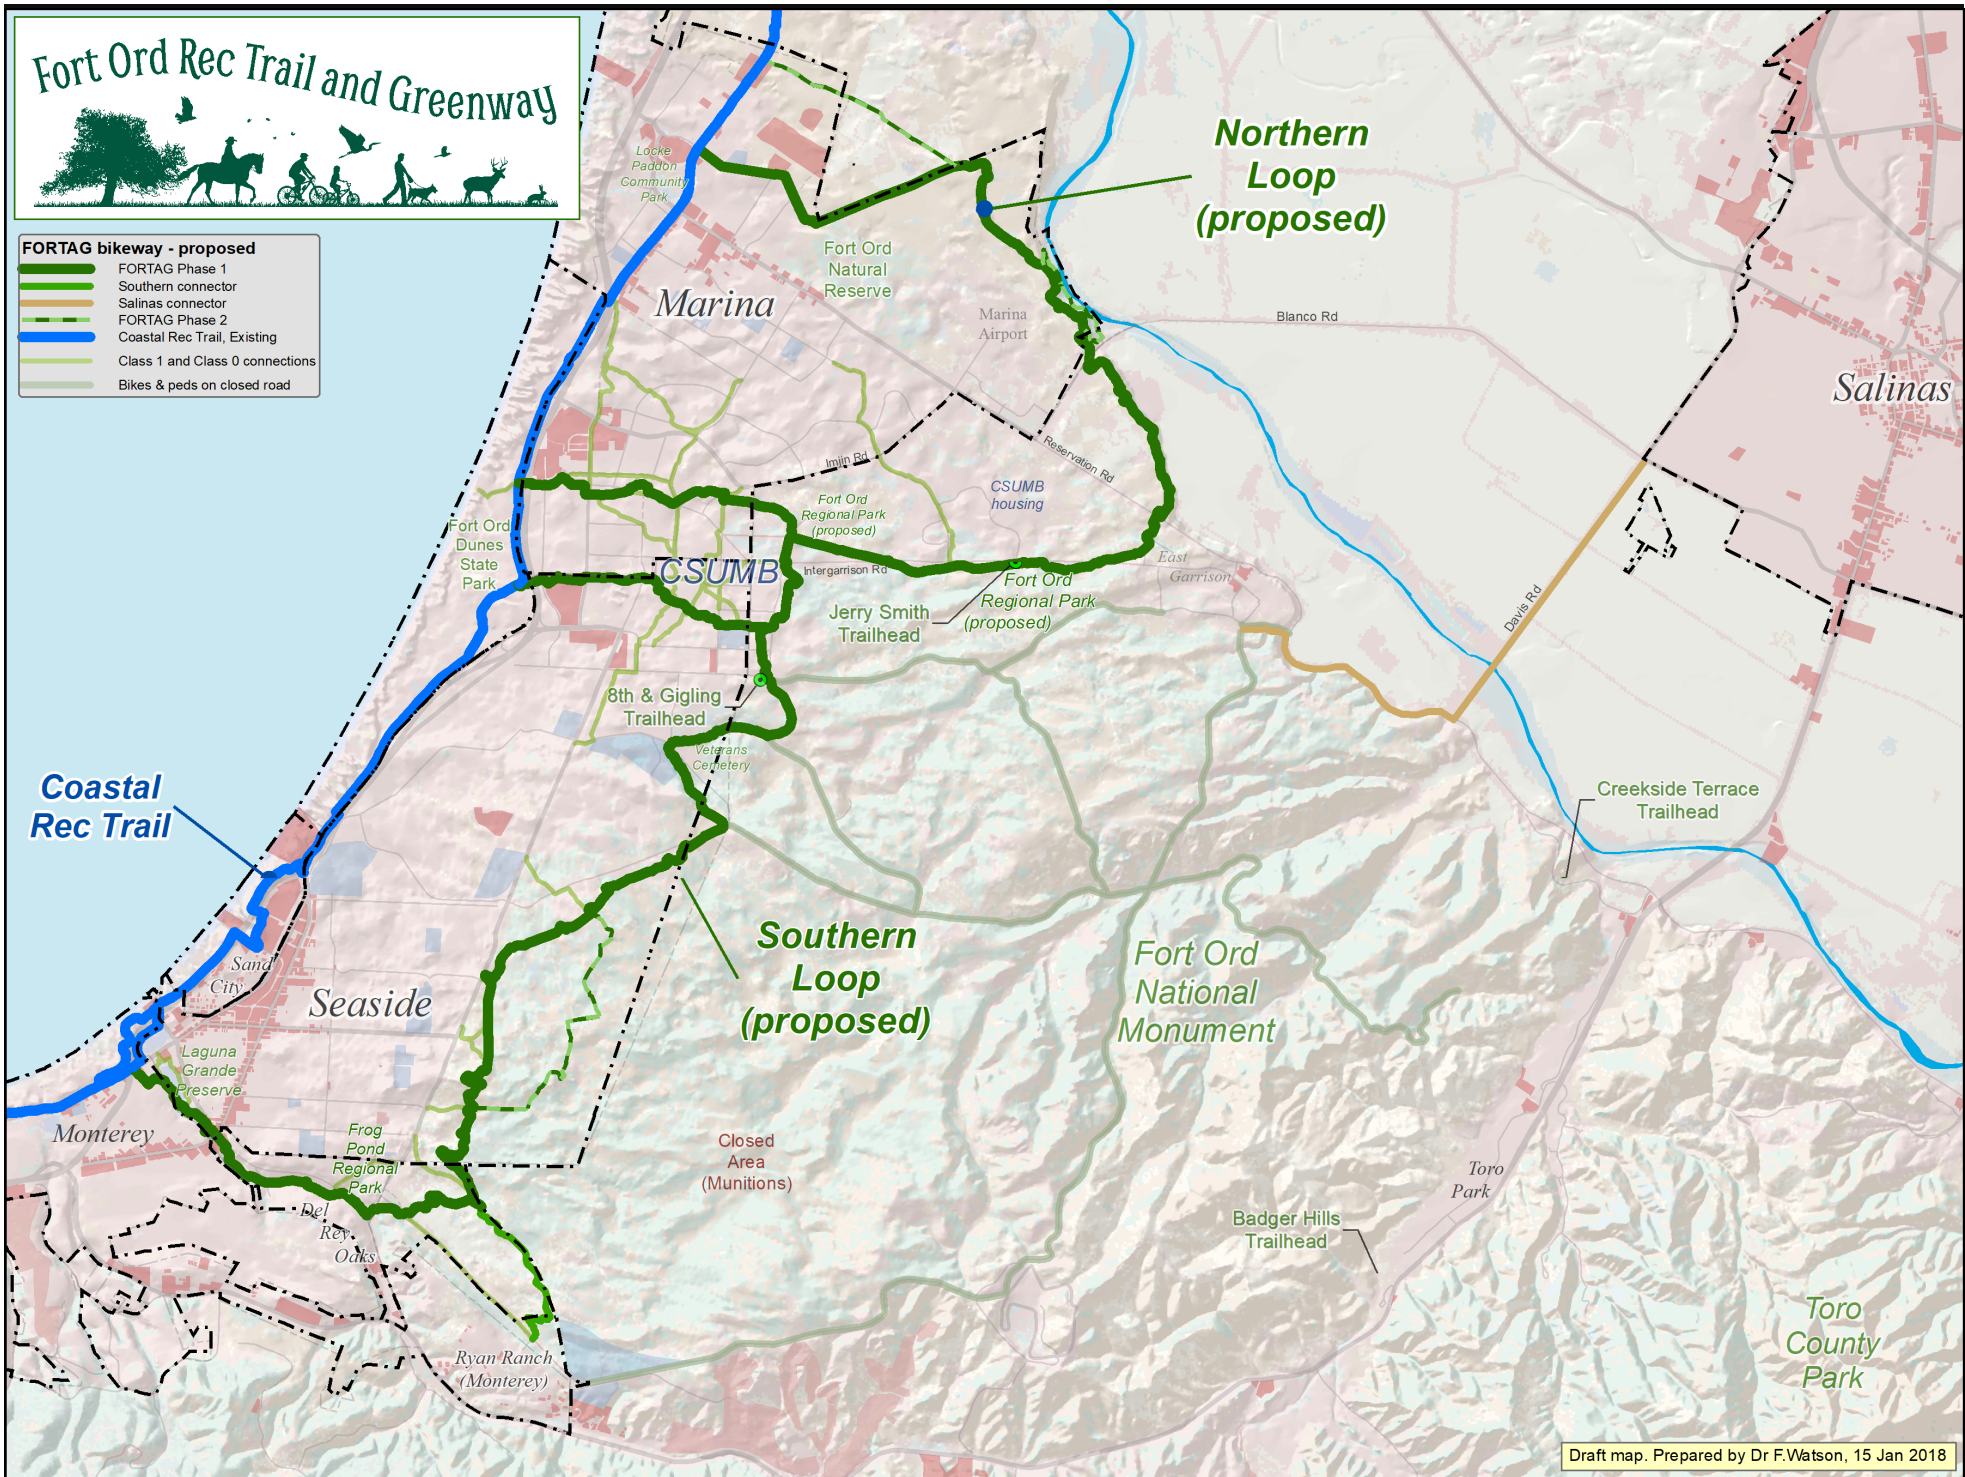 Fort Ord Rec Trail and Greenway
FORTAG bikeway - proposed
FORTAG Phase 1
Southern connector
Salinas connector
FORTAG Phase 2
Coastal Rec Trail, Existing
Class 1 and Class 0 connections
Bikes & peds on closed road
Northern
Loop
(proposed)
Locke
Paddon
Community
Park
Fort Ord
Natural
Reserve
Marina
Marina
Airport
Blanco Rd
Salinas
Imjin Rd
Reservation Rd
CSUMB
housing
Fort Ord
Regional Park
(proposed)
Fort Ord
Dunes
State
Park
CSUMB
Intergarrison Rd
East
Garrison
Fort Ord
Regional Park
(proposed)
Jerry Smith
Trailhead
Davis Rd
8th & Gigling
Trailhead
Veterans
Cemetery
Coastal
Rec Trail
Creekside Terrace
Trailhead
Southern
Loop
(proposed)
Fort Ord
National
Monument
Sand
City
Seaside
Laguna
Grande
Preserve
Monterey
Frog
Pond
Regional
Park
Closed
Area
(Munitions)
Toro
Park
Del
Rey
Oaks
Badger Hills
Trailhead
Toro
County
Park
Ryan Ranch
(Monterey)
Draft map. Prepared by Dr F.Watson, 15 Jan 2018